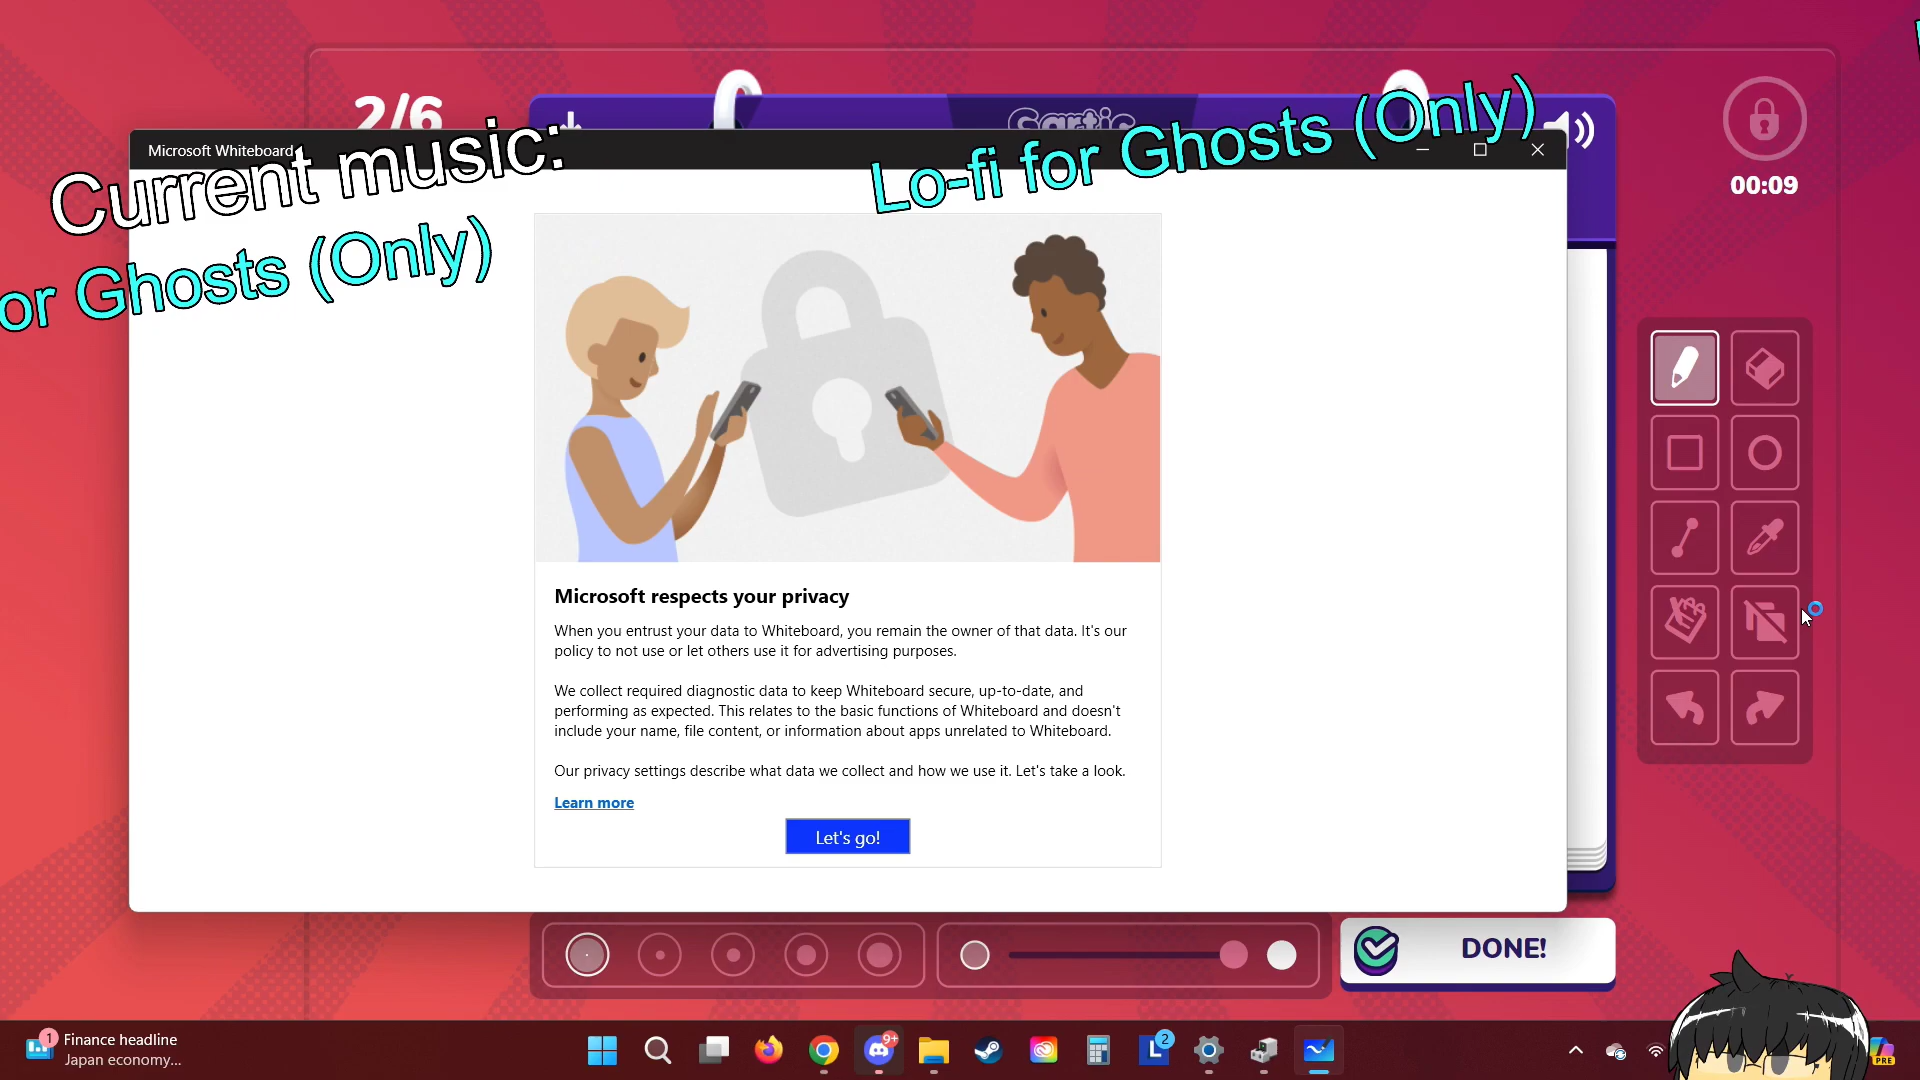 2/6
Gartic
00:09
Microsoft Whiteboard
Current music:
Lo-fi for Ghosts (Only)
or Ghosts (Only)
Microsoft respects your privacy
When you entrust your data to Whiteboard, you remain the owner of that data. It's our
policy to not use or let others use it for advertising purposes.
We collect required diagnostic data to keep Whiteboard secure, up-to-date, and
performing as expected. This relates to the basic functions of Whiteboard and doesn't
include your name, file content, or information about apps unrelated to Whiteboard.
Our privacy settings describe what data we collect and how we use it. Let's take a look.
Learn more
Let's go!
DONE!
1
Finance headline
Japan economy...
9+
L
2
PRE